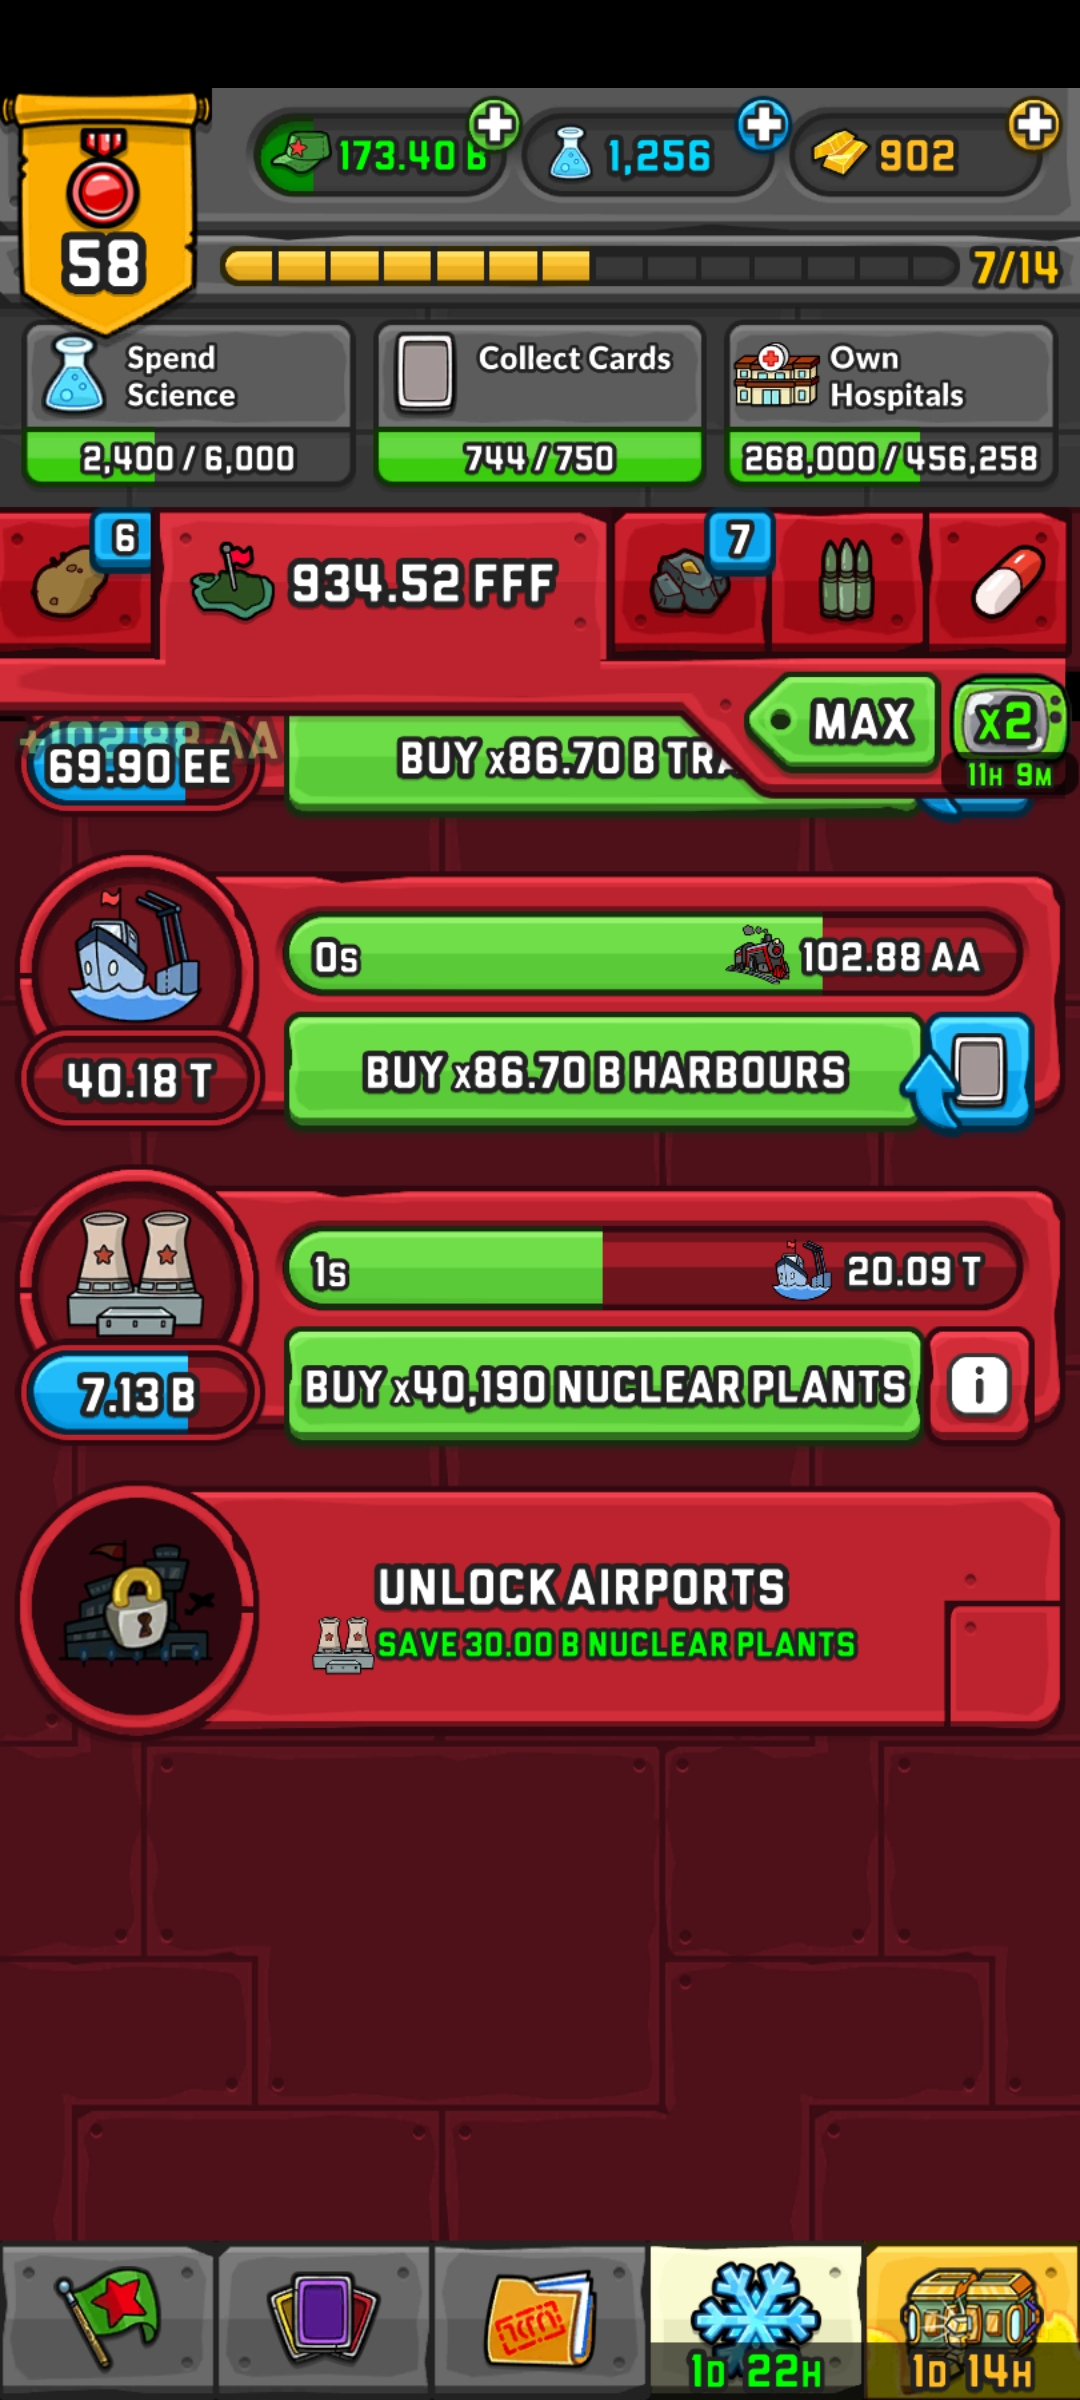 58
173.40 B
1,256
902
7/14
Spend
Science
2,400 / 6,000
Collect Cards
744 / 750
Own
Hospitals
268,000 / 456,258
6
934.52 FFF
7
MAX
x2
11H 9M
+102.88 AA
69.90 EE
BUY x86.70 B
0s
102.88 AA
40.18 T
BUY x86.70 B HARBOURS
1s
20.09 T
7.13 B
BUY x40,190 NUCLEAR PLANTS
i
UNLOCK AIRPORTS
SAVE 30.00 B NUCLEAR PLANTS
1D 22H
1D 14H